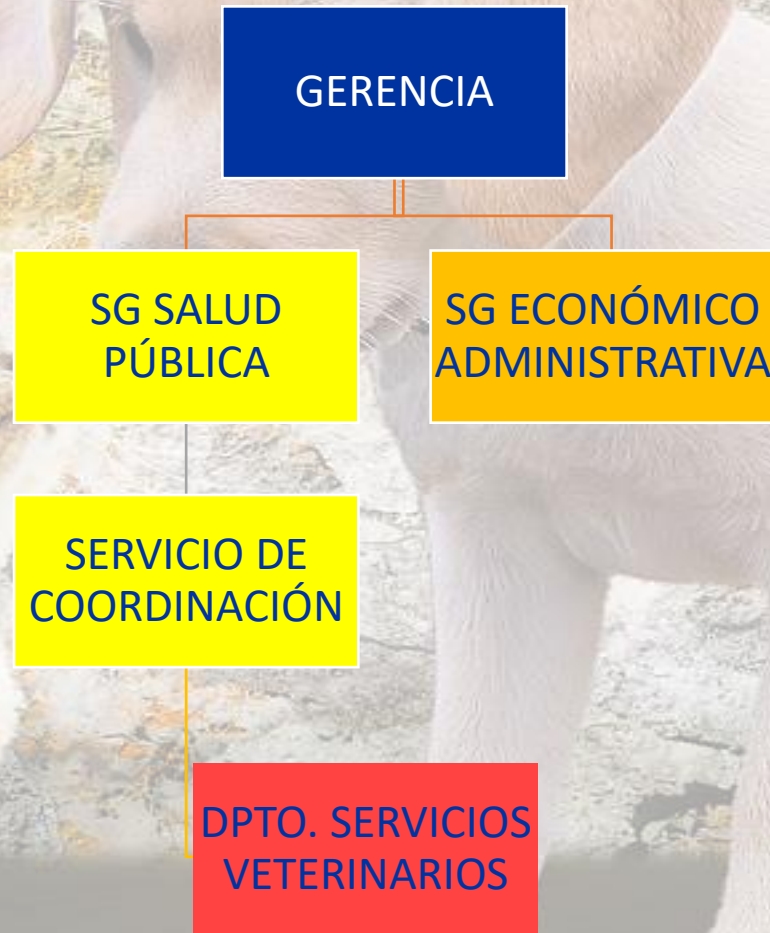 GERENCIA
SG SALUD
PÚBLICA
SG ECONÓMICO
ADMINISTRATIVA
SERVICIO DE
COORDINACIÓN
DPTO. SERVICIOS
VETERINARIOS